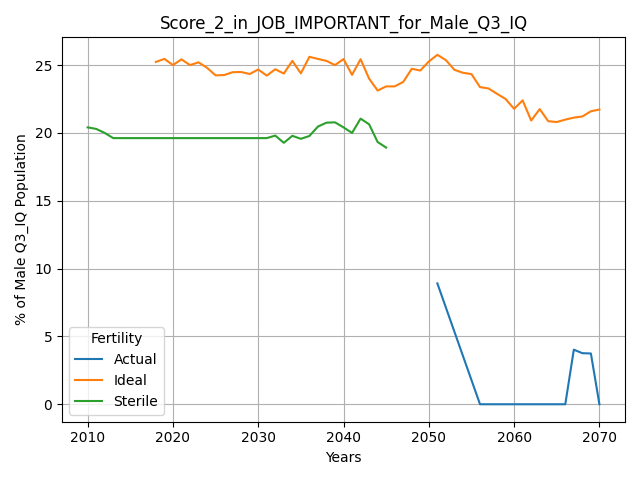 Score_2_in_JOB_IMPORTANT_for_Male_Q3_IQ
% of Male Q3_IQ Population
25
20
15
10
5
0
Fertility
Actual
Ideal
Sterile
2010 2020 2030 2040 2050 2060 2070
Years